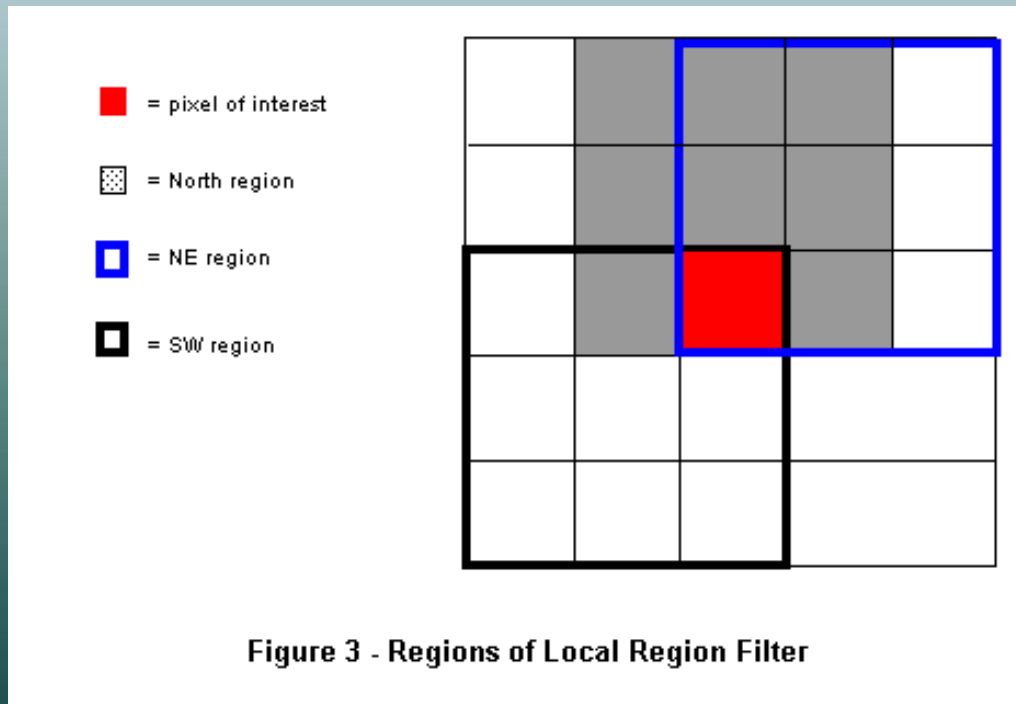 = pixel of interest
= North region
= NE region
= SW region
Figure 3 - Regions of Local Region Filter